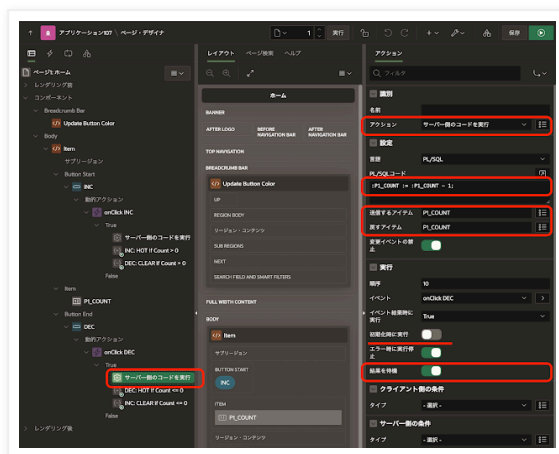 アプリケーション107 \ ページ・デザイナ
1
実行
保存
レイアウト
ページ検索
ヘルプ
アクション
ページ1: ホーム
レンダリング前
コンポーネント
Breadcrumb Bar
Update Button Color
Body
Item
サブリージョン
Button Start
INC
動的アクション
onClick INC
True
サーバー側のコードを実行
INC: HOT If Count > 0
DEC: CLEAR If Count > 0
False
Item
P1_COUNT
Button End
DEC
動的アクション
onClick DEC
True
サーバー側のコードを実行
DEC: HOT If Count <= 0
INC: CLEAR If Count <= 0
False
レンダリング後
ホーム
BANNER
AFTER LOGO
BEFORE NAVIGATION BAR
AFTER NAVIGATION BAR
TOP NAVIGATION
BREADCRUMB BAR
Update Button Color
UP
REGION BODY
リージョン・コンテンツ
SUB REGIONS
NEXT
SEARCH FIELD AND SMART FILTERS
FULL WIDTH CONTENT
BODY
Item
サブリージョン
BUTTON START
INC
ITEM
P1_COUNT
リージョン・コンテンツ
フィルタ
識別
名前
アクション サーバー側のコードを実行
設定
言語 PL/SQL
PL/SQLコード
:P1_COUNT := :P1_COUNT - 1;
送信するアイテム P1_COUNT
戻すアイテム P1_COUNT
変更イベントの禁止
実行
順序 10
イベント onClick DEC
イベント結果時に実行 True
初期化時に実行
エラー時に実行停止
結果を待機
クライアント側の条件
タイプ - 選択 -
サーバー側の条件
タイプ - 選択 -